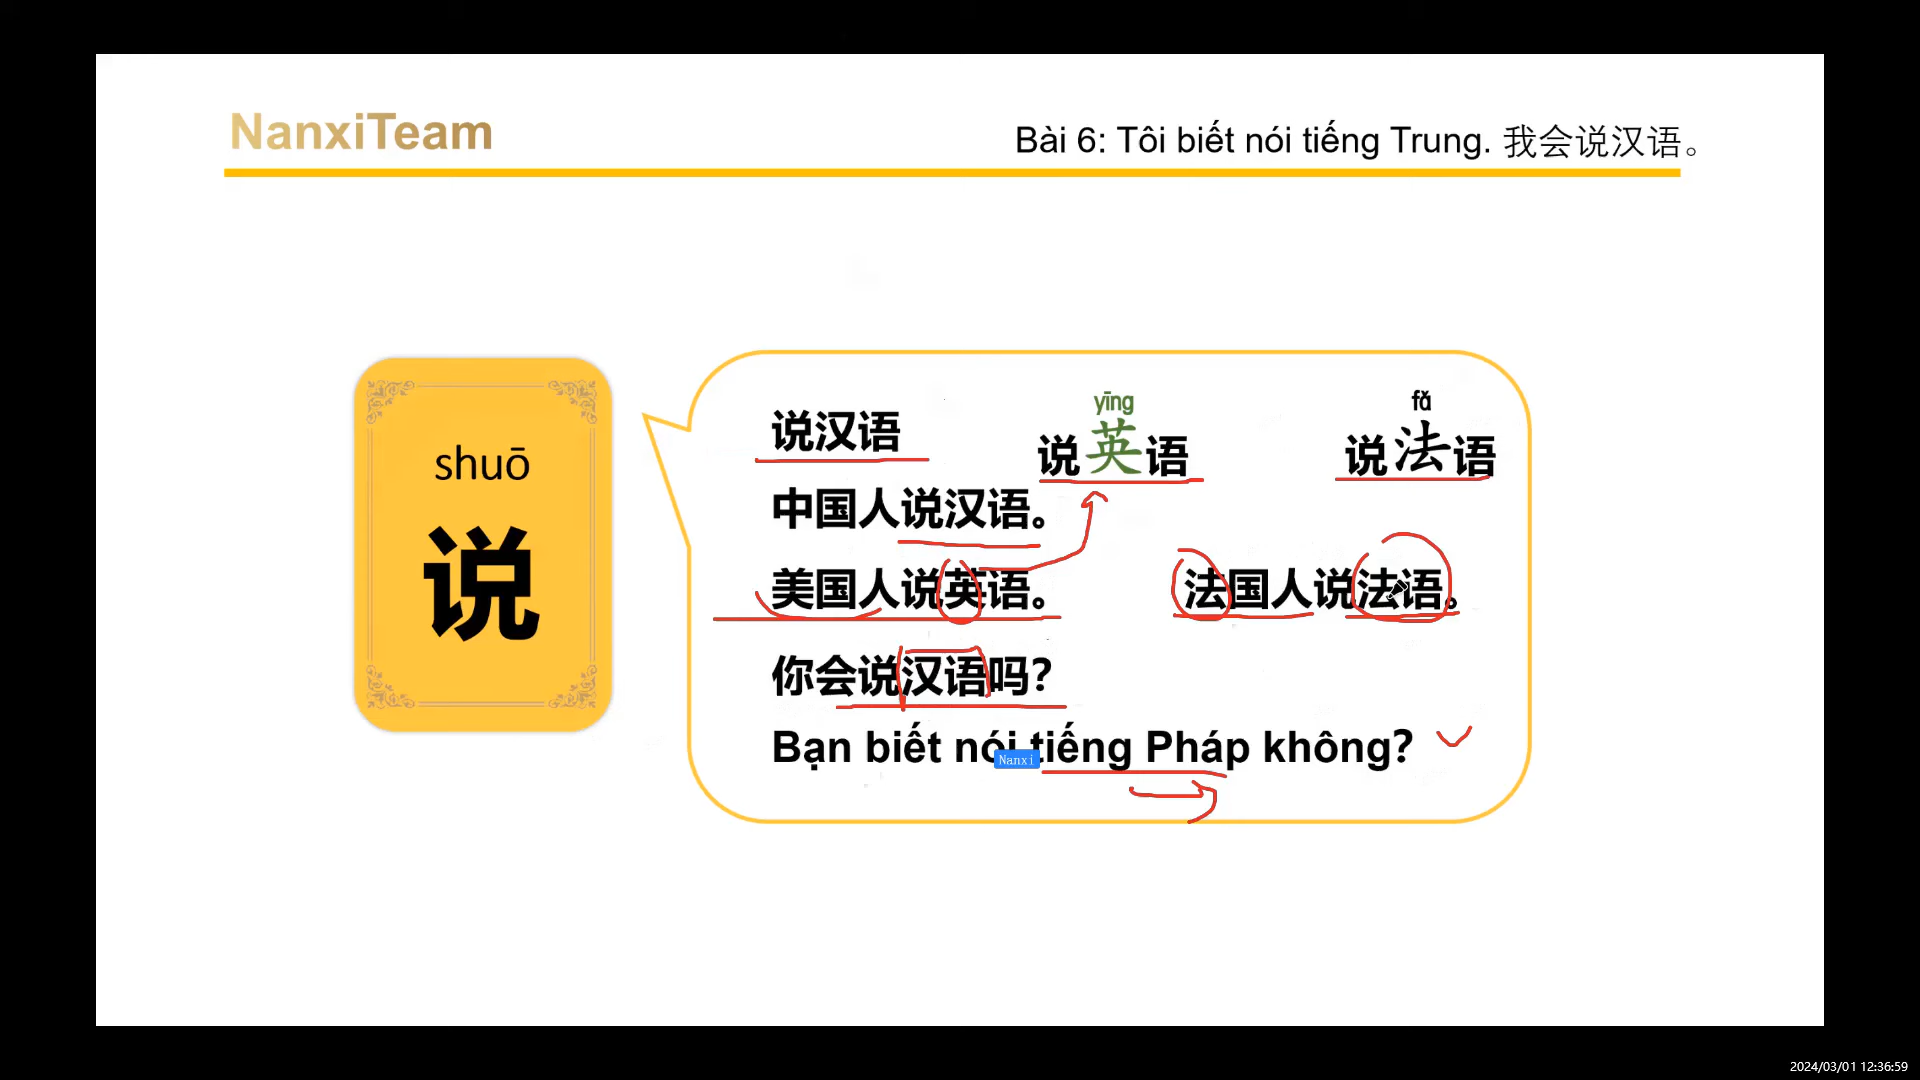 NanxiTeam
Bài 6: Tôi biết nói tiếng Trung. 我会说汉语。
shuō
说
说汉语
yīng
说英语
fǎ
说法语
中国人说汉语。
美国人说英语。
法国人说法语。
你会说汉语吗?
Bạn biết nói tiếng Pháp không?
Nanxi
2024/03/01 12:36:59